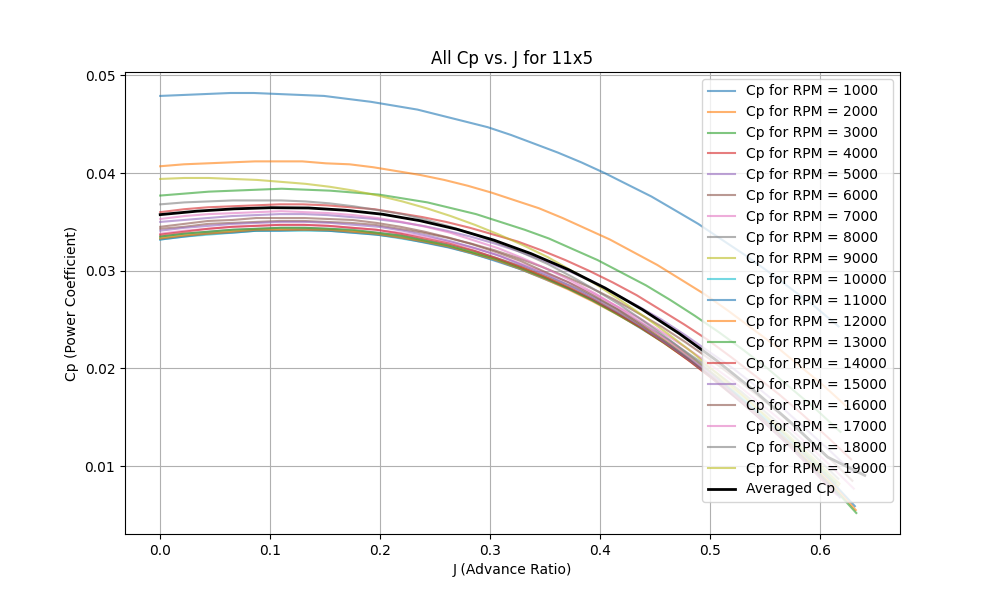 All Cp vs. J for 11x5
Cp (Power Coefficient)
0.05
0.04
0.03
0.02
0.01
Cp for RPM = 1000
Cp for RPM = 2000
Cp for RPM = 3000
Cp for RPM = 4000
Cp for RPM = 5000
Cp for RPM = 6000
Cp for RPM = 7000
Cp for RPM = 8000
Cp for RPM = 9000
Cp for RPM = 10000
Cp for RPM = 11000
Cp for RPM = 12000
Cp for RPM = 13000
Cp for RPM = 14000
Cp for RPM = 15000
Cp for RPM = 16000
Cp for RPM = 17000
Cp for RPM = 18000
Cp for RPM = 19000
Averaged Cp
0.0 0.1 0.2 0.3 0.4 0.5 0.6
J (Advance Ratio)